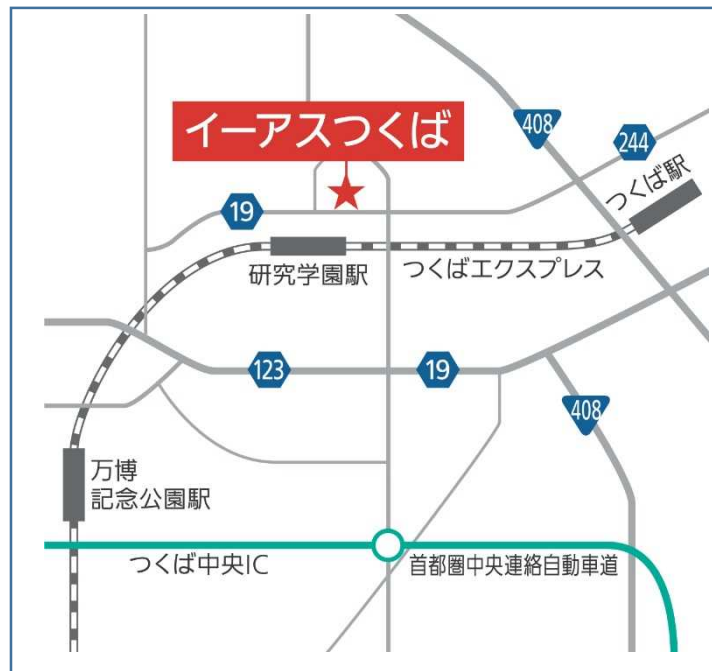 408
イーアスつくば
244
つくば駅
19
研究学園駅
つくばエクスプレス
123
19
408
万博
記念公園駅
つくば中央IC
首都圏中央連絡自動車道